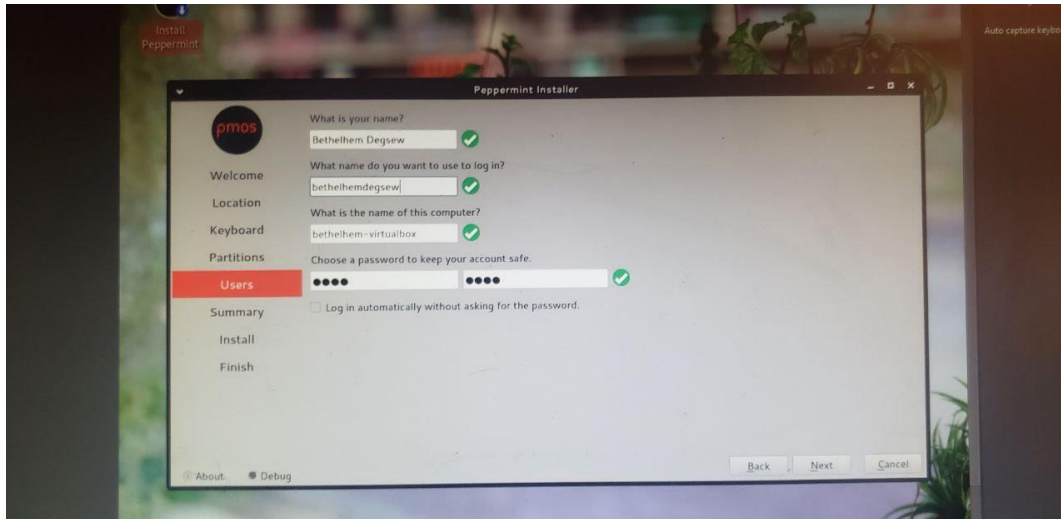 Install
Peppermint
Auto capture keybo
Peppermint Installer
pmos
Welcome
Location
Keyboard
Partitions
Users
Summary
Install
Finish
What is your name?
Bethelhem Degsew
What name do you want to use to log in?
bethelhemdegsew
What is the name of this computer?
bethelhem-virtualbox
Choose a password to keep your account safe.
Log in automatically without asking for the password.
About
Debug
Back
Next
Cancel